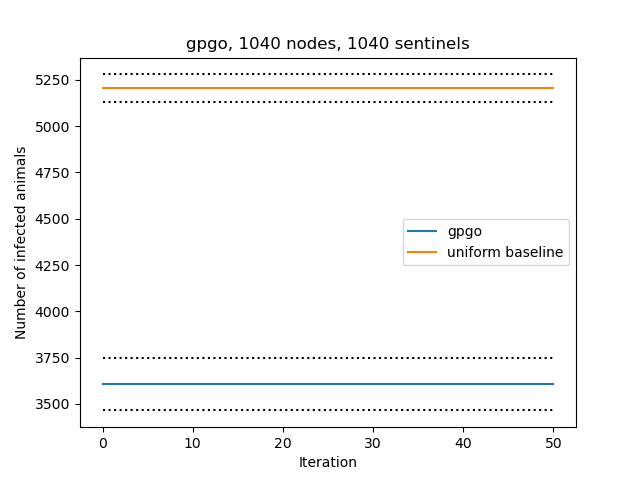 gpgo, 1040 nodes, 1040 sentinels
Number of infected animals
5250
5000
4750
4500
4250
4000
3750
3500
gpgo
uniform baseline
0 10 20 30 40 50
Iteration